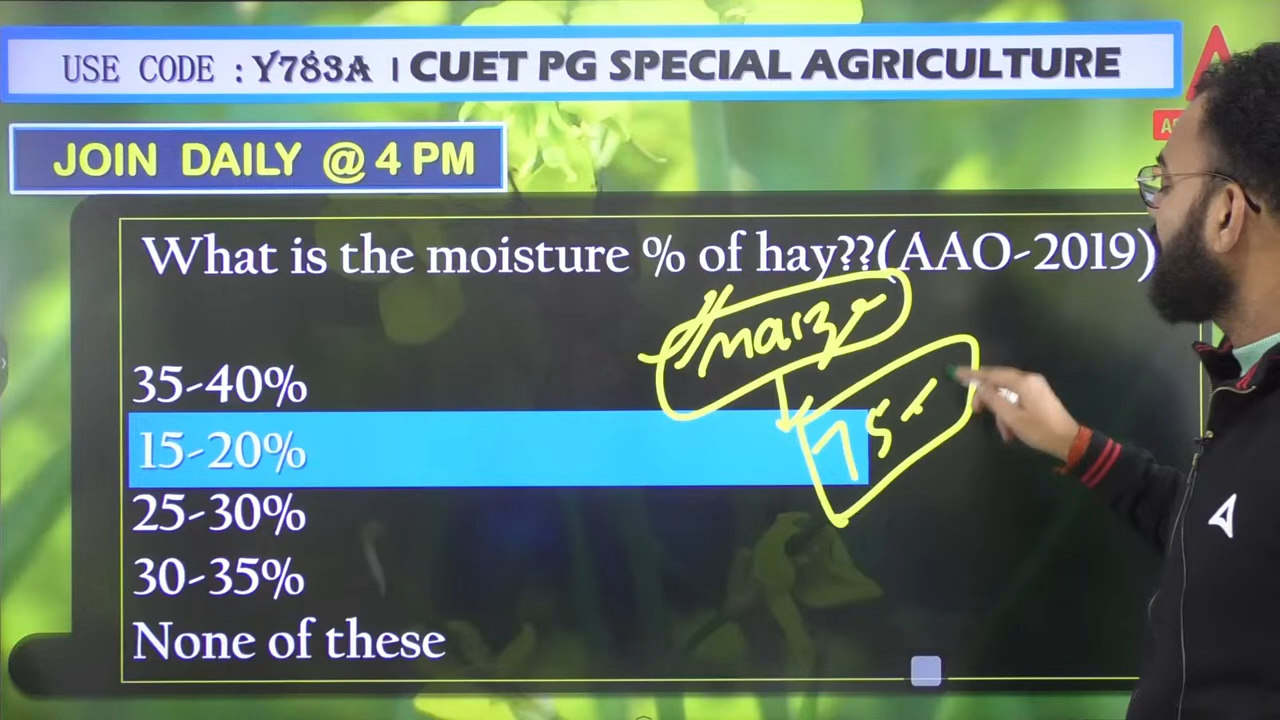 USE CODE : Y783A | CUET PG SPECIAL AGRICULTURE
JOIN DAILY @ 4 PM
What is the moisture % of hay??(AAO-2019)
maize
35-40%
75
15-20%
25-30%
30-35%
None of these